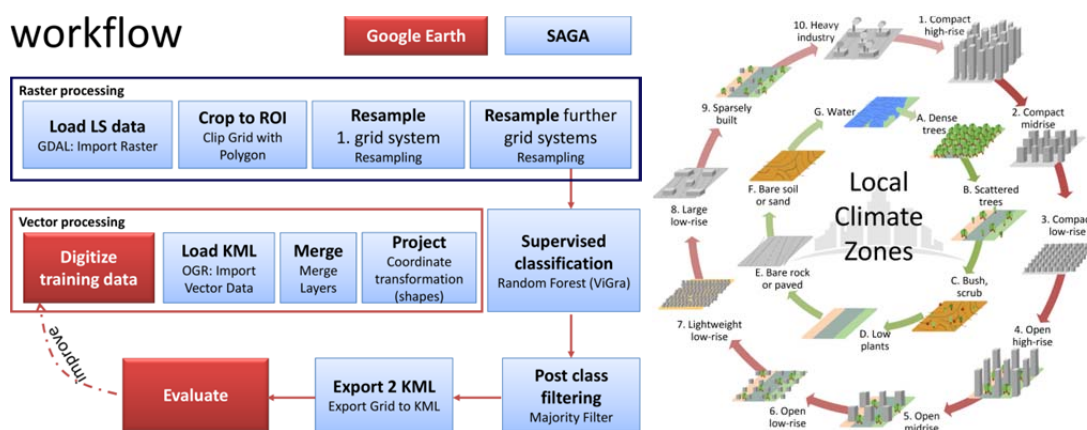 workflow
Google Earth
SAGA
Raster processing
Load LS data
GDAL: Import Raster
Crop to ROI
Clip Grid with
Polygon
Resample
1. grid system
Resampling
Resample further
grid systems
Resampling
Vector processing
Digitize
training data
Load KML
OGR: Import
Vector Data
Merge
Merge
Layers
Project
Coordinate
transformation
(shapes)
Supervised
classification
Random Forest (ViGra)
improve
Evaluate
Export 2 KML
Export Grid to KML
Post class
filtering
Majority Filter
Local
Climate
Zones
1. Compact
high-rise
2. Compact
midrise
3. Compact
low-rise
4. Open
high-rise
5. Open
midrise
6. Open
low-rise
7. Lightweight
low-rise
8. Large
low-rise
9. Sparsely
built
10. Heavy
industry
A. Dense
trees
B. Scattered
trees
C. Bush,
scrub
D. Low
plants
E. Bare rock
or paved
F. Bare soil
or sand
G. Water